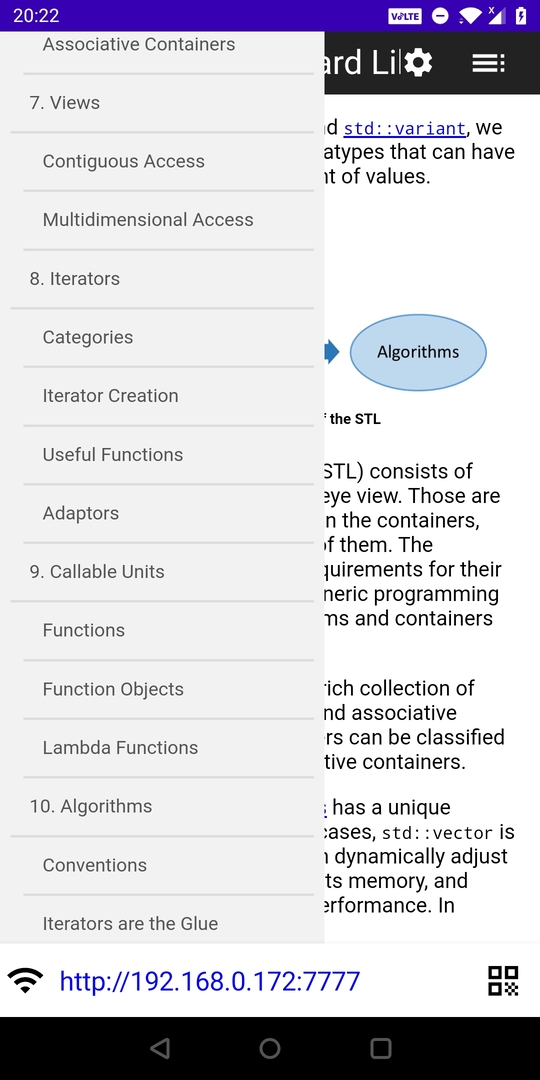 20:22
VoLTE
Associative Containers
ard Li
7. Views
Contiguous Access
Multidimensional Access
8. Iterators
Categories
Iterator Creation
Useful Functions
Adaptors
9. Callable Units
Functions
Function Objects
Lambda Functions
10. Algorithms
Conventions
Iterators are the Glue
d std::variant, we
atypes that can have
t of values.
Algorithms
f the STL
STL) consists of
eye view. Those are
n the containers,
of them. The
quirements for their
neric programming
ms and containers
rich collection of
nd associative
rs can be classified
tive containers.
s has a unique
cases, std::vector is
n dynamically adjust
ts memory, and
erformance. In
http://192.168.0.172:7777